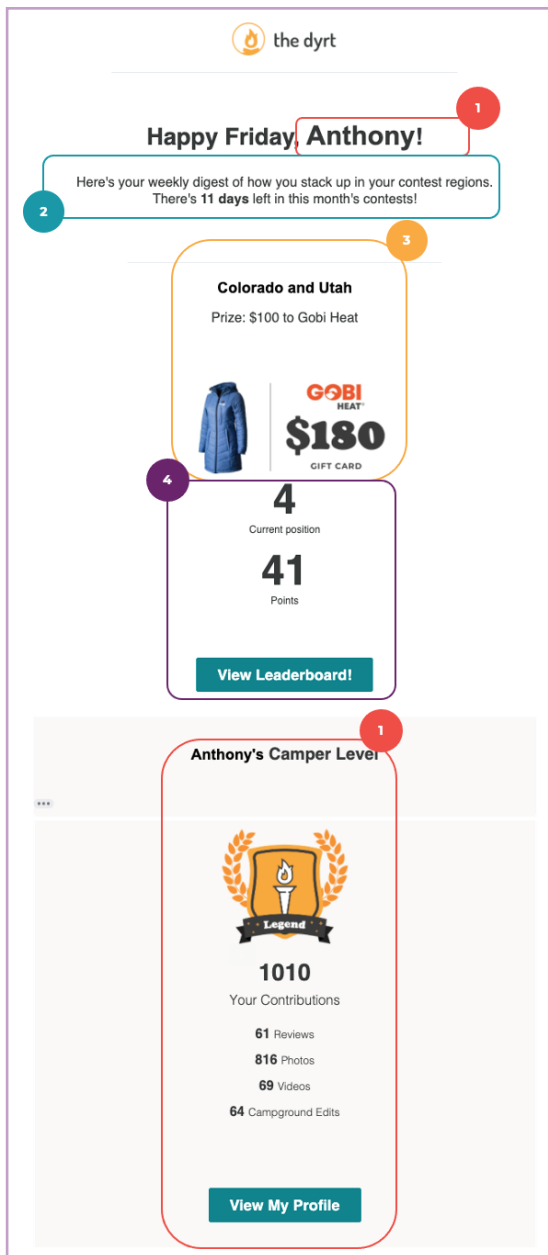 the dyrt
1
Happy Friday, Anthony!
Here's your weekly digest of how you stack up in your contest regions.
There's 11 days left in this month's contests!
2
3
Colorado and Utah
Prize: $100 to Gobi Heat
GOBI
HEAT
$180
GIFT CARD
4
4
Current position
41
Points
View Leaderboard!
1
Anthony's Camper Level
Legend
1010
Your Contributions
61 Reviews
816 Photos
69 Videos
64 Campground Edits
View My Profile